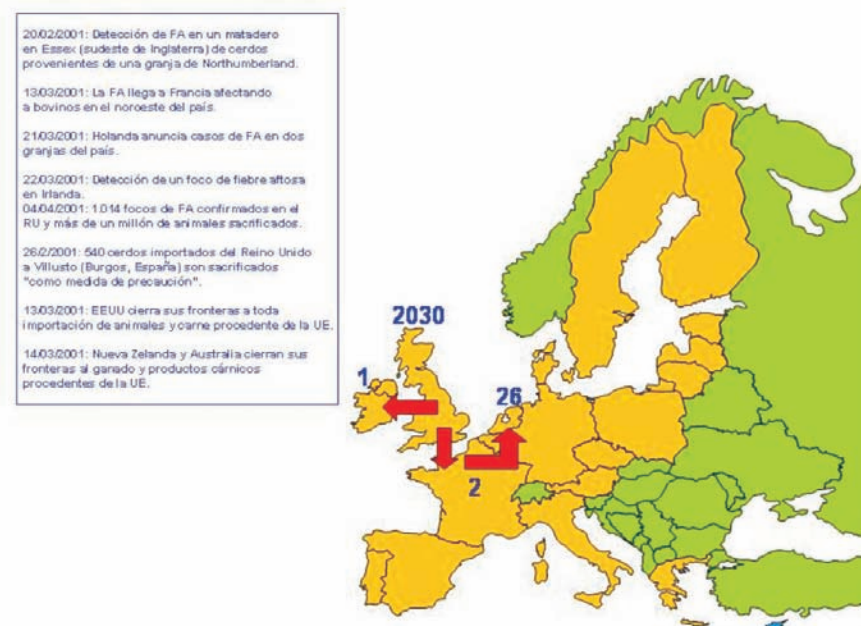 20/02/2001: Detección de FA en un matadero
en Essex (sudeste de Inglaterra) de cerdos
provenientes de una granja de Northumberland.
13/03/2001: La FA llega a Francia afectando
a bovinos en el noroeste del país.
21/03/2001: Holanda anuncia casos de FA en dos
granjas del país.
22/03/2001: Detección de un foco de fiebre aftosa
en Irlanda.
04/04/2001: 1.014 focos de FA confirmados en el
RU y más de un millón de animales sacrificados.
26/2/2001: 540 cerdos importados del Reino Unido
a Villusto (Burgos, España) son sacrificados
"como medida de precaución".
13/03/2001: EEUU cierra sus fronteras a toda
importación de animales y carne procedente de la UE.
14/03/2001: Nueva Zelanda y Australia cierran sus
fronteras al ganado y productos cárnicos
procedentes de la UE.
2030
1
26
2